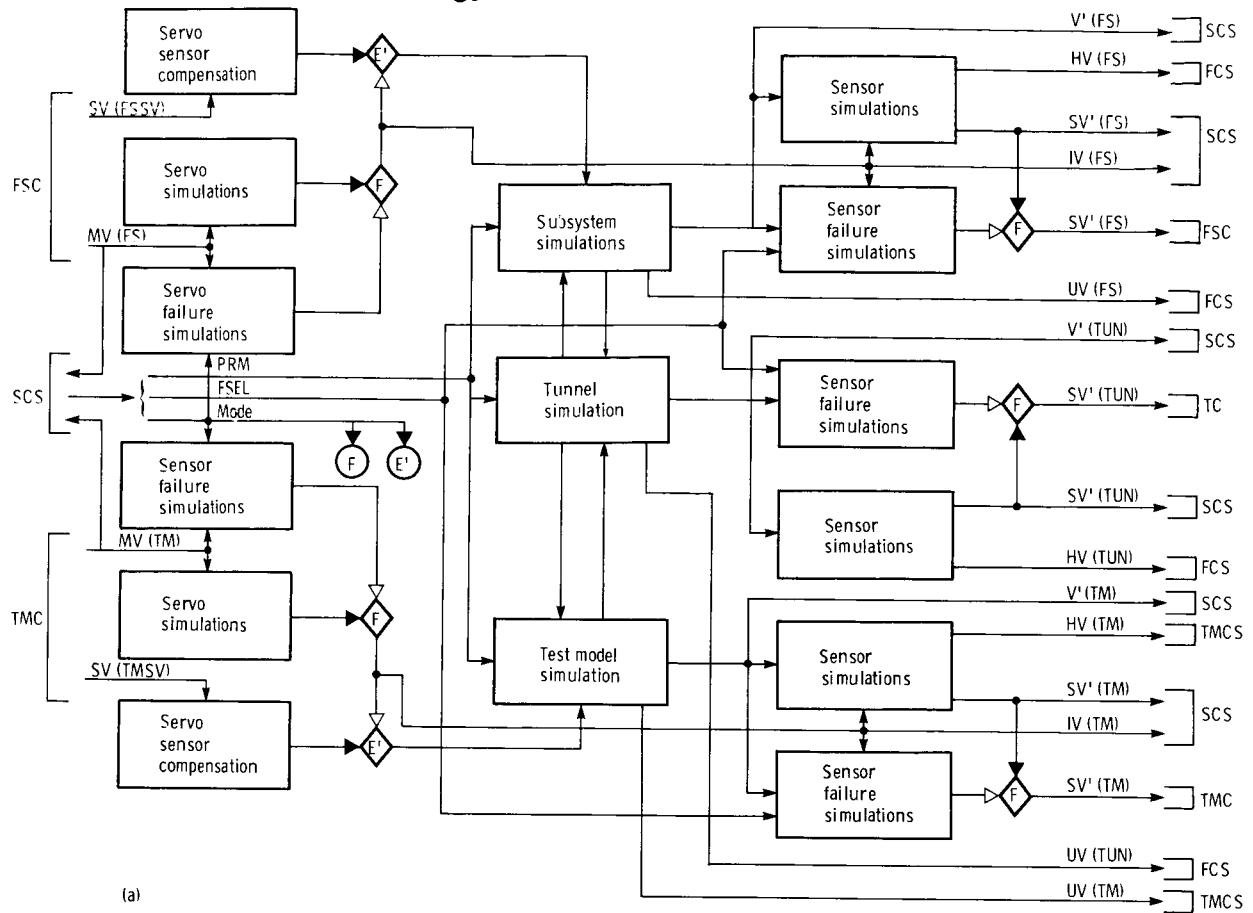 Servo
sensor
compensation
SV (FSSV)
FSC
Servo
simulations
MV (FS)
Servo
failure
simulations
SCS
PRM
FSEL
Mode
F
E'
Sensor
failure
simulations
MV (TM)
TMC
Servo
simulations
SV (TMSV)
Servo
sensor
compensation
E'
F
F
E'
Subsystem
simulations
Tunnel
simulation
Test model
simulation
Sensor
simulations
Sensor
failure
simulations
F
Sensor
failure
simulations
F
Sensor
simulations
Sensor
simulations
Sensor
failure
simulations
F
V' (FS) SCS
HV (FS) FCS
SV' (FS)
SCS
IV (FS)
SV' (FS) FSC
UV (FS) FCS
V' (TUN) SCS
SV' (TUN) TC
SV' (TUN) SCS
HV (TUN) FCS
V' (TM) SCS
HV (TM) TMCS
SV' (TM)
SCS
IV (TM)
SV' (TM) TMC
UV (TUN) FCS
UV (TM) TMCS
(a)